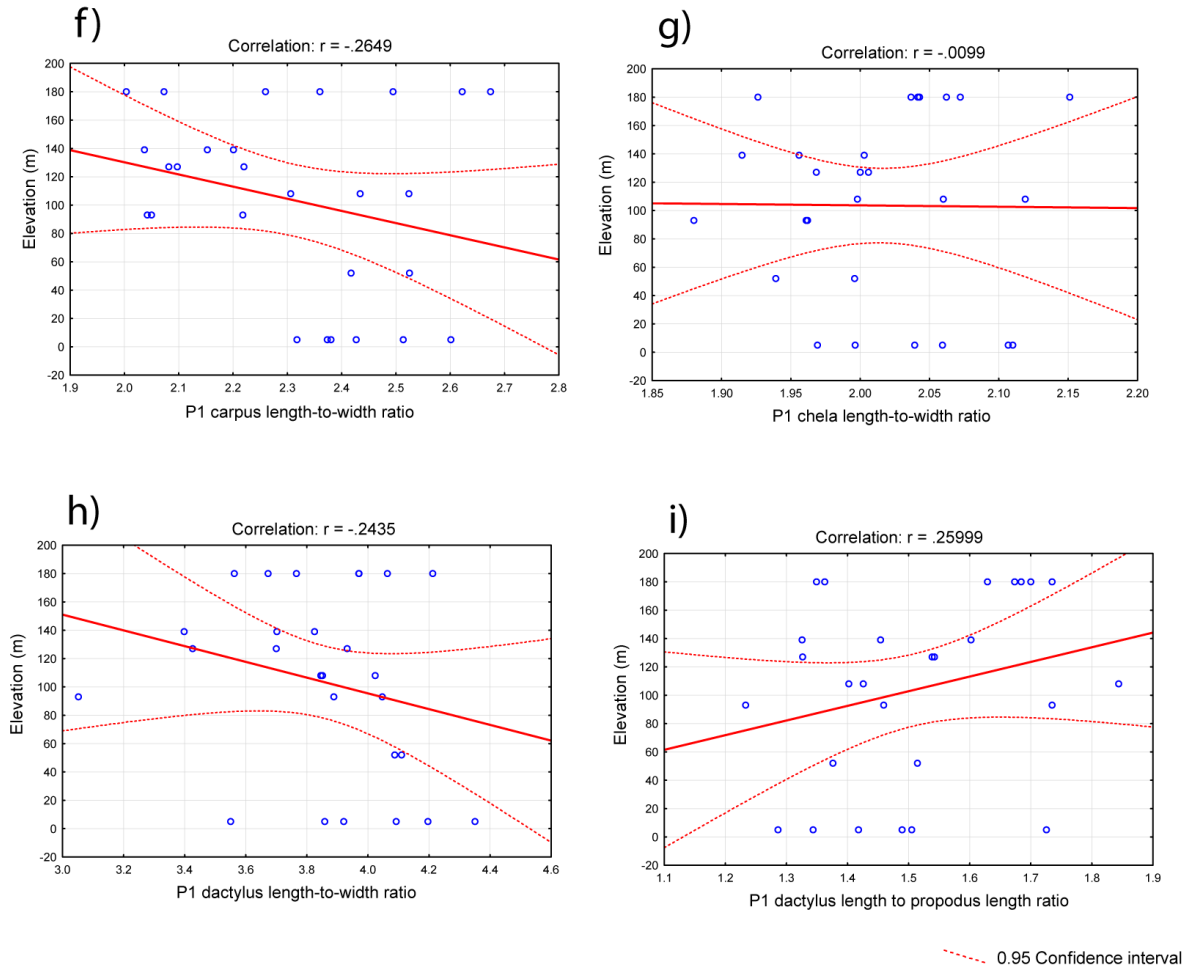 f)
Correlation: r = -.2649
200
180
160
140
120
100
80
60
40
20
0
-20
Elevation (m)
1.9 2.0 2.1 2.2 2.3 2.4 2.5 2.6 2.7 2.8
P1 carpus length-to-width ratio
g)
Correlation: r = -.0099
200
180
160
140
120
100
80
60
40
20
0
-20
Elevation (m)
1.85 1.90 1.95 2.00 2.05 2.10 2.15 2.20
P1 chela length-to-width ratio
h)
Correlation: r = -.2435
200
180
160
140
120
100
80
60
40
20
0
-20
Elevation (m)
3.0 3.2 3.4 3.6 3.8 4.0 4.2 4.4 4.6
P1 dactylus length-to-width ratio
i)
Correlation: r = .25999
200
180
160
140
120
100
80
60
40
20
0
-20
Elevation (m)
1.1 1.2 1.3 1.4 1.5 1.6 1.7 1.8 1.9
P1 dactylus length to propodus length ratio
0.95 Confidence interval